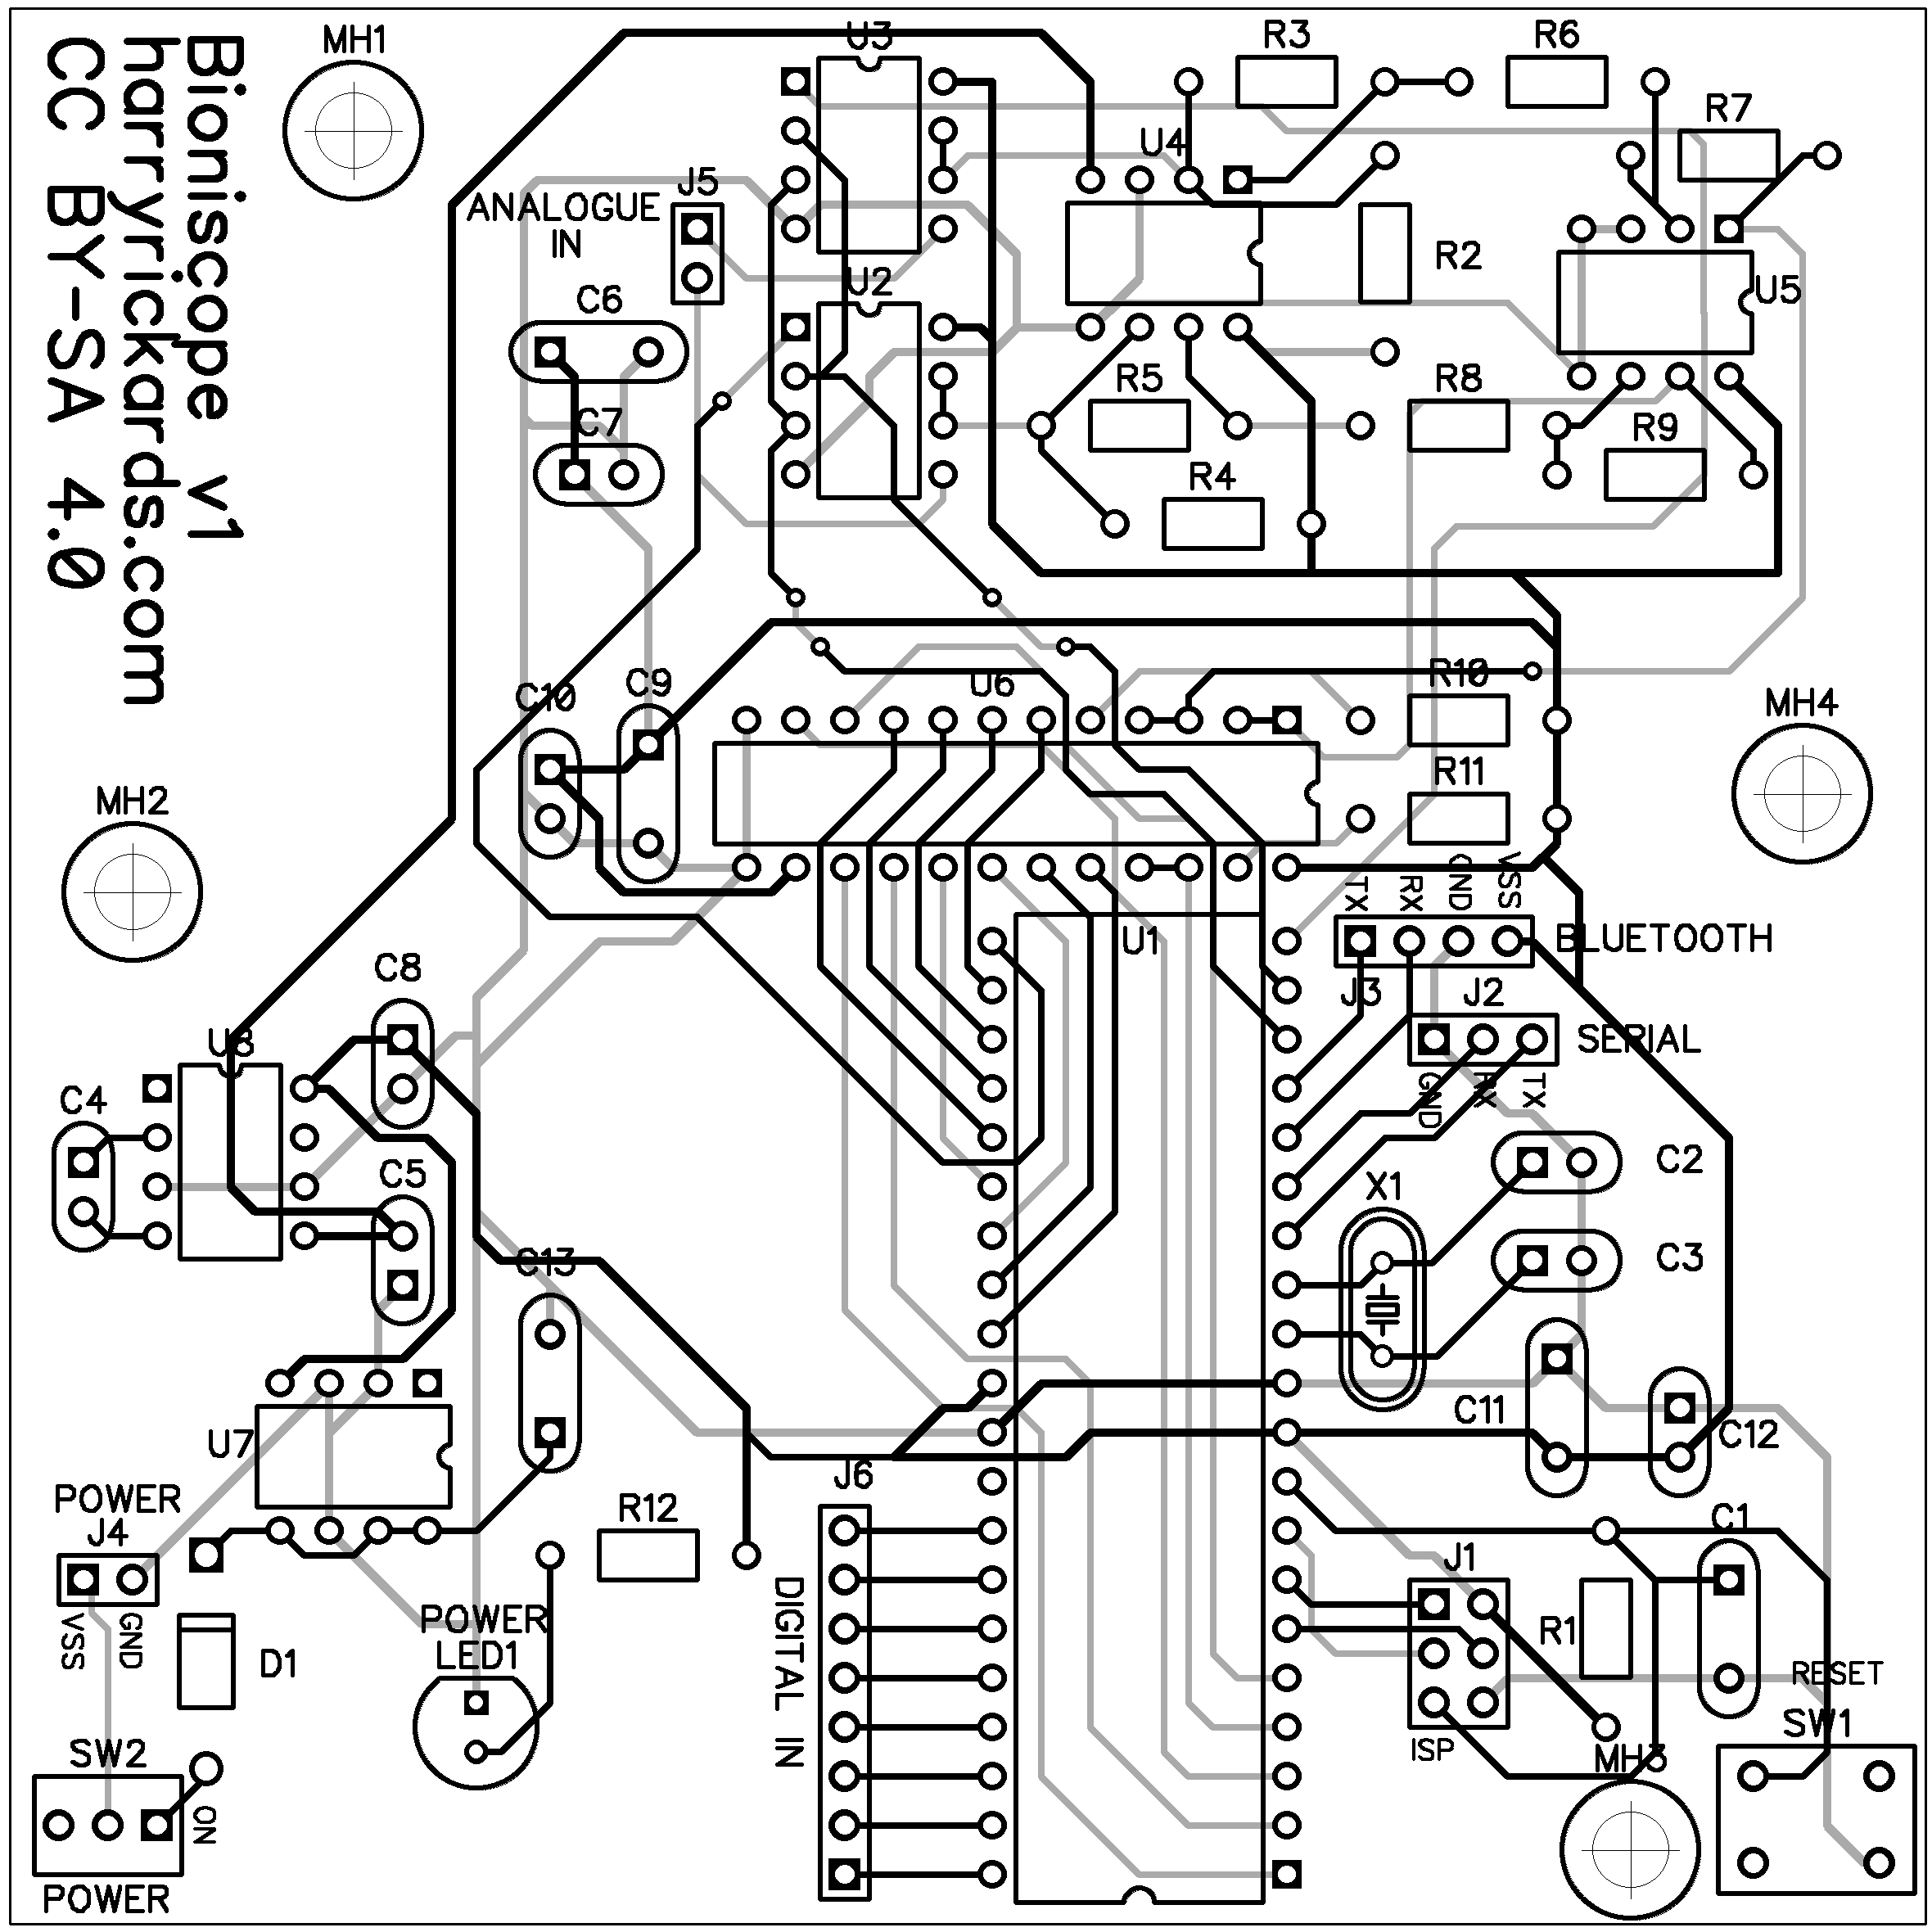 Bioniscope v1
harryrickards.com
CC BY-SA 4.0
MH1
U3
R3
R6
R7
U4
J5
ANALOGUE
IN
R2
U2
U5
C6
R5
R8
C7
R9
R4
C10
C9
U6
R10
MH4
R11
MH2
TX
RX
GND
VSS
U1
BLUETOOTH
C8
J3
J2
U8
SERIAL
GND
RX
TX
C4
C5
X1
C2
C13
C3
C11
C12
U7
J6
POWER
J4
R12
C1
J1
VSS
GND
POWER
LED1
DIGITAL IN
D1
R1
RESET
ISP
SW1
SW2
MH3
ON
POWER